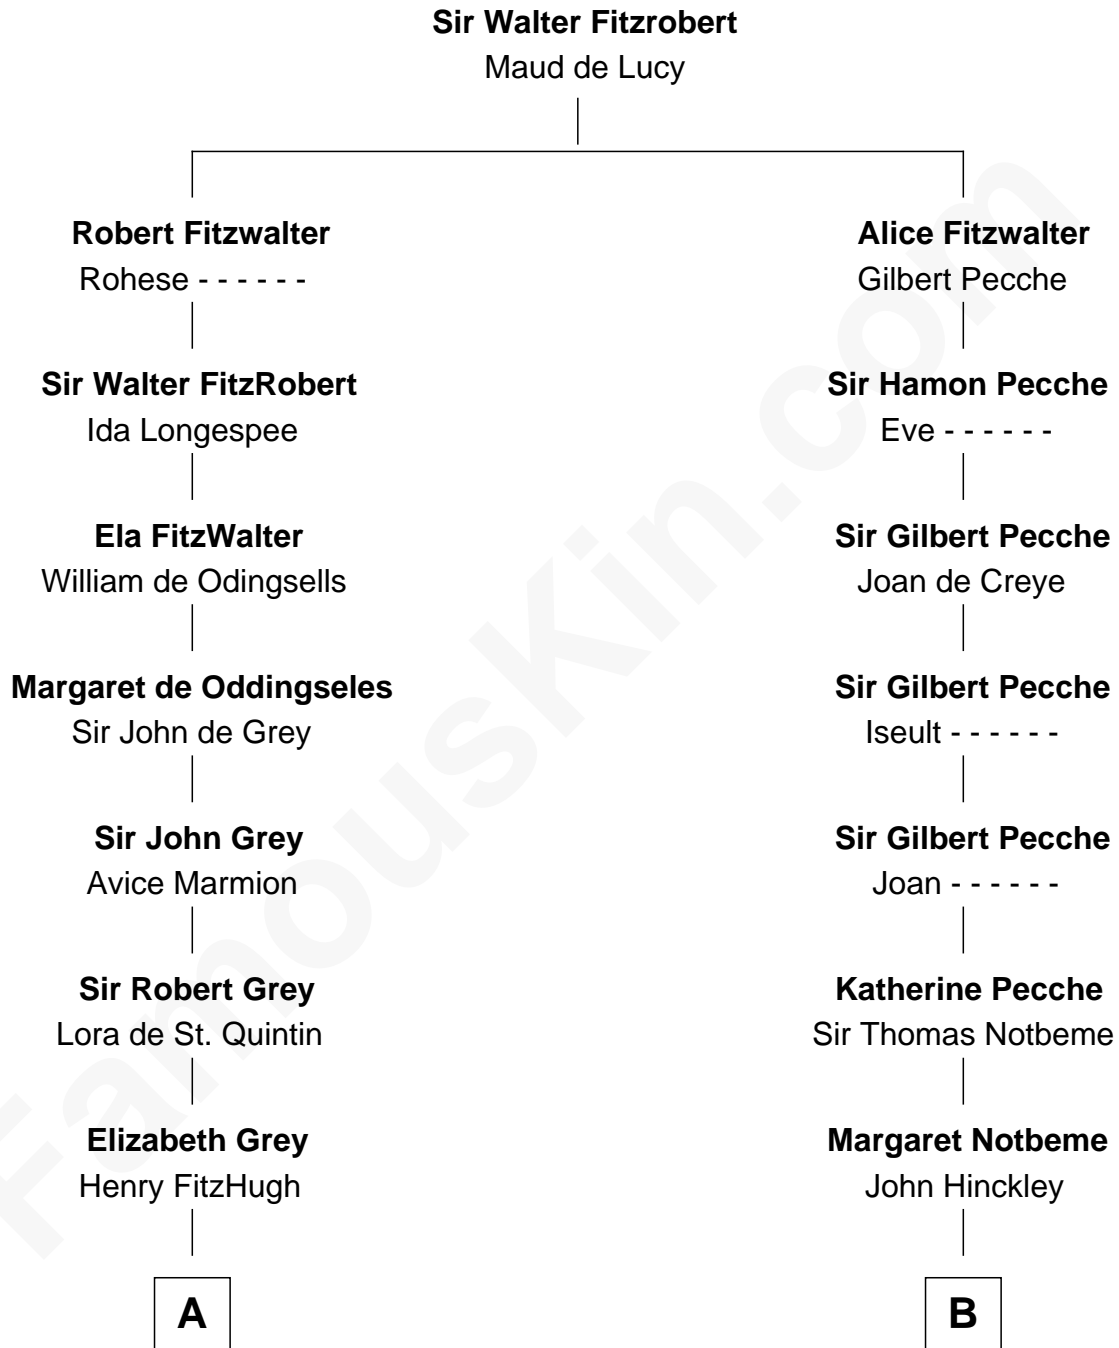 Sir Walter Fitzrobert
Maud de Lucy
Robert Fitzwalter
Rohese - - - - - -
Alice Fitzwalter
Gilbert Pecche
Sir Walter FitzRobert
Ida Longespee
Sir Hamon Pecche
Eve - - - - - -
Ela FitzWalter
William de Odingsells
Sir Gilbert Pecche
Joan de Creye
Margaret de Oddingseles
Sir John de Grey
Sir Gilbert Pecche
Iseult - - - - - -
Sir John Grey
Avice Marmion
Sir Gilbert Pecche
Joan - - - - - -
Sir Robert Grey
Lora de St. Quintin
Katherine Pecche
Sir Thomas Notbeme
Elizabeth Grey
Henry FitzHugh
Margaret Notbeme
John Hinckley
A
B
FamousKin.com